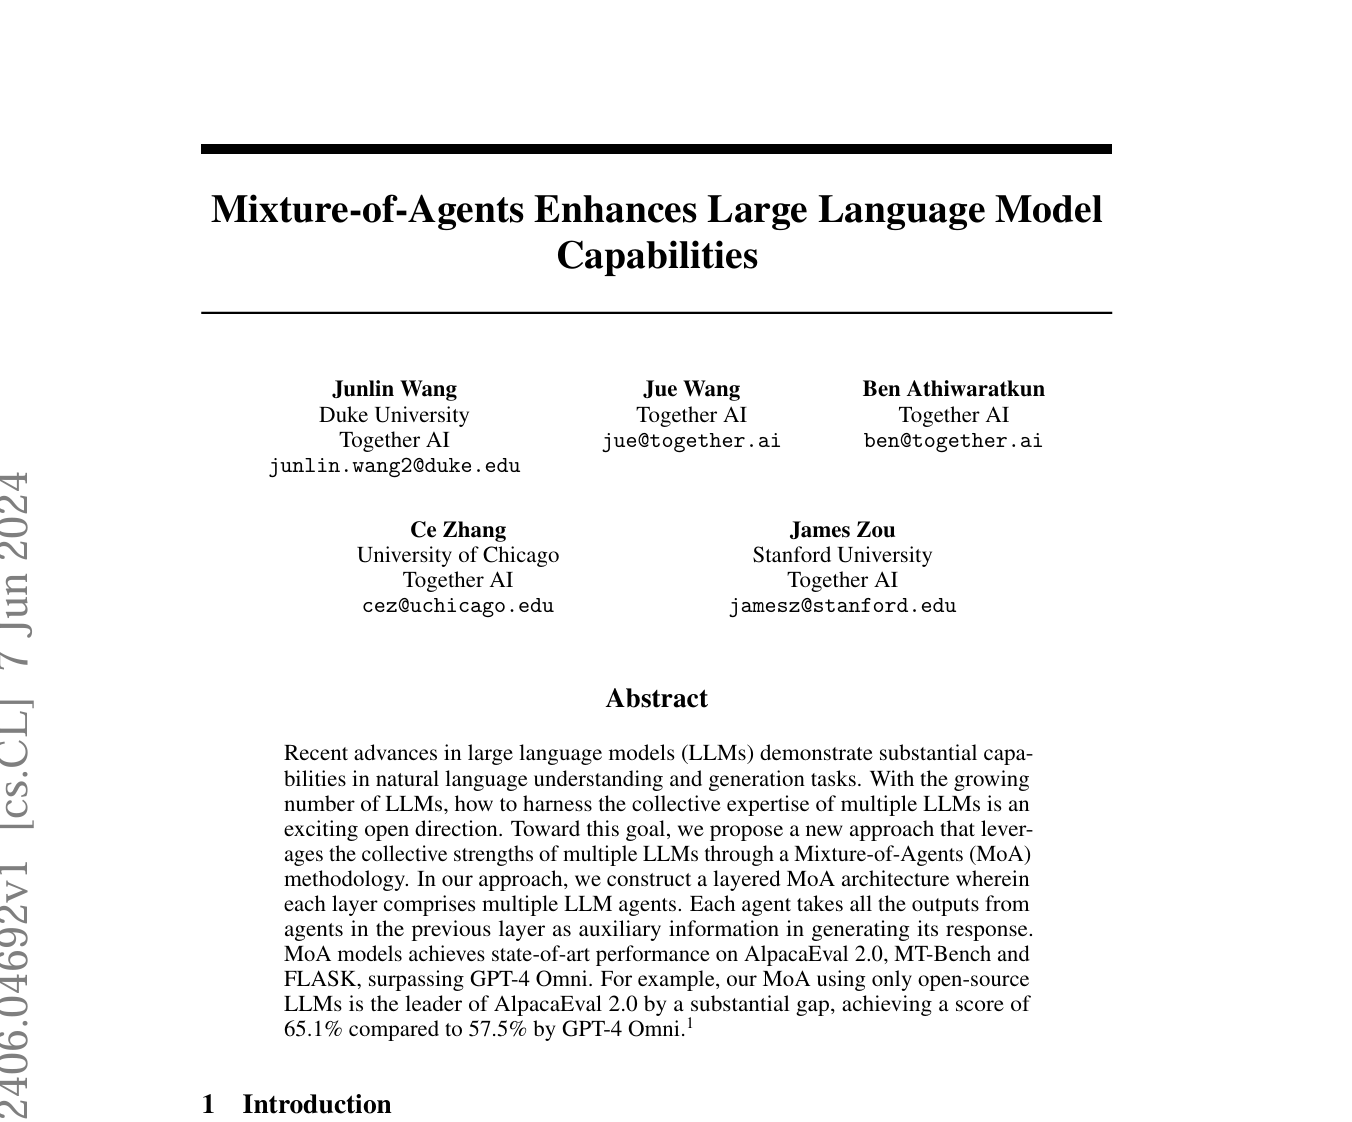 Mixture-of-Agents Enhances Large Language Model
Capabilities
Junlin Wang
Duke University
Together AI
junlin.wang2@duke.edu
Jue Wang
Together AI
jue@together.ai
Ben Athiwaratkun
Together AI
ben@together.ai
Ce Zhang
University of Chicago
Together AI
cez@uchicago.edu
James Zou
Stanford University
Together AI
jamesz@stanford.edu
Abstract
Recent advances in large language models (LLMs) demonstrate substantial capa-
bilities in natural language understanding and generation tasks. With the growing
number of LLMs, how to harness the collective expertise of multiple LLMs is an
exciting open direction. Toward this goal, we propose a new approach that lever-
ages the collective strengths of multiple LLMs through a Mixture-of-Agents (MoA)
methodology. In our approach, we construct a layered MoA architecture wherein
each layer comprises multiple LLM agents. Each agent takes all the outputs from
agents in the previous layer as auxiliary information in generating its response.
MoA models achieves state-of-art performance on AlpacaEval 2.0, MT-Bench and
FLASK, surpassing GPT-4 Omni. For example, our MoA using only open-source
LLMs is the leader of AlpacaEval 2.0 by a substantial gap, achieving a score of
65.1% compared to 57.5% by GPT-4 Omni.1
1 Introduction
2406.04692v1 [cs.CL] 7 Jun 2024